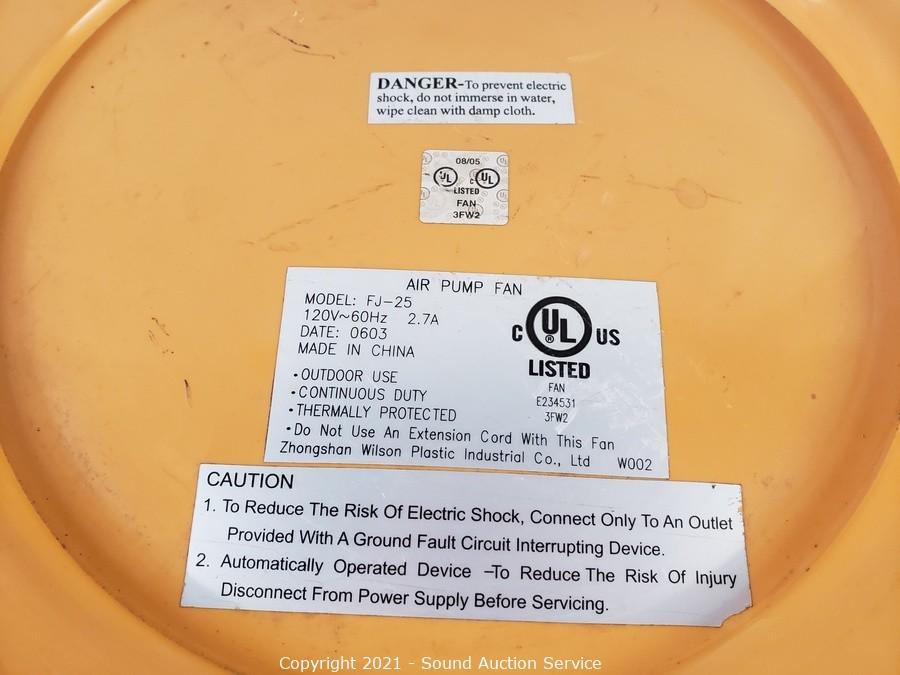 DANGER-To prevent electric
shock, do not immerse in water,
wipe clean with damp cloth.
08/05
UL c UL
LISTED
FAN
3FW2
AIR PUMP FAN
MODEL: FJ-25
120V~60Hz 2.7A
DATE: 0603
MADE IN CHINA
•OUTDOOR USE
•CONTINUOUS DUTY
•THERMALLY PROTECTED
•Do Not Use An Extension Cord With This Fan
Zhongshan Wilson Plastic Industrial Co., Ltd W002
C UL ® US
LISTED
FAN
E234531
3FW2
CAUTION
1. To Reduce The Risk Of Electric Shock, Connect Only To An Outlet
Provided With A Ground Fault Circuit Interrupting Device.
2. Automatically Operated Device -To Reduce The Risk Of Injury
Disconnect From Power Supply Before Servicing.
Copyright 2021 - Sound Auction Service